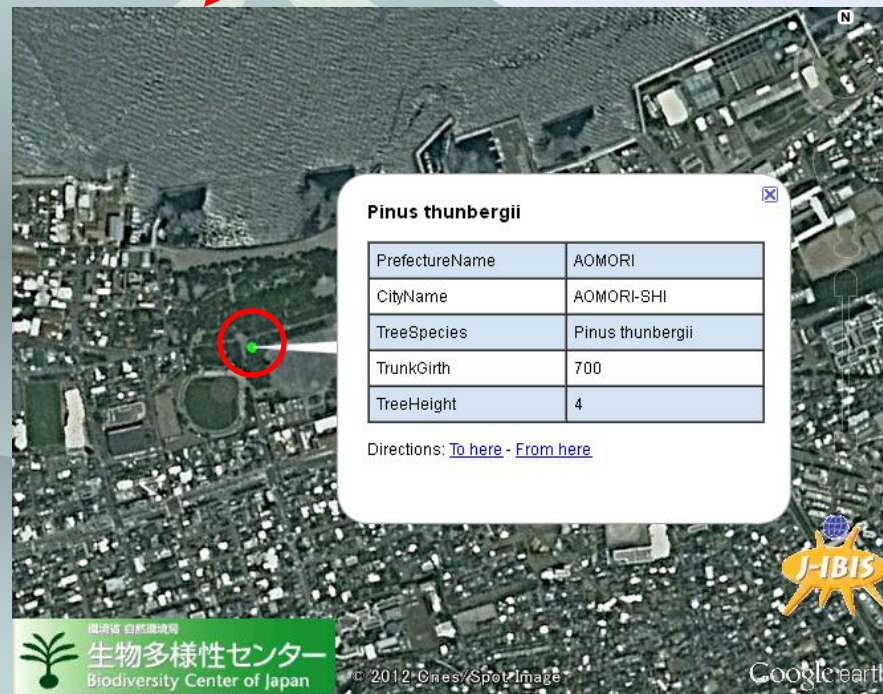 N
Pinus thunbergii
PrefectureName AOMORI
CityName AOMORI-SHI
TreeSpecies Pinus thunbergii
TrunkGirth 700
TreeHeight 4
Directions: To here - From here
J-IBIS
環境省 自然環境局
生物多様性センター
Biodiversity Center of Japan
© 2012 Cnes/Spot Image
Google earth